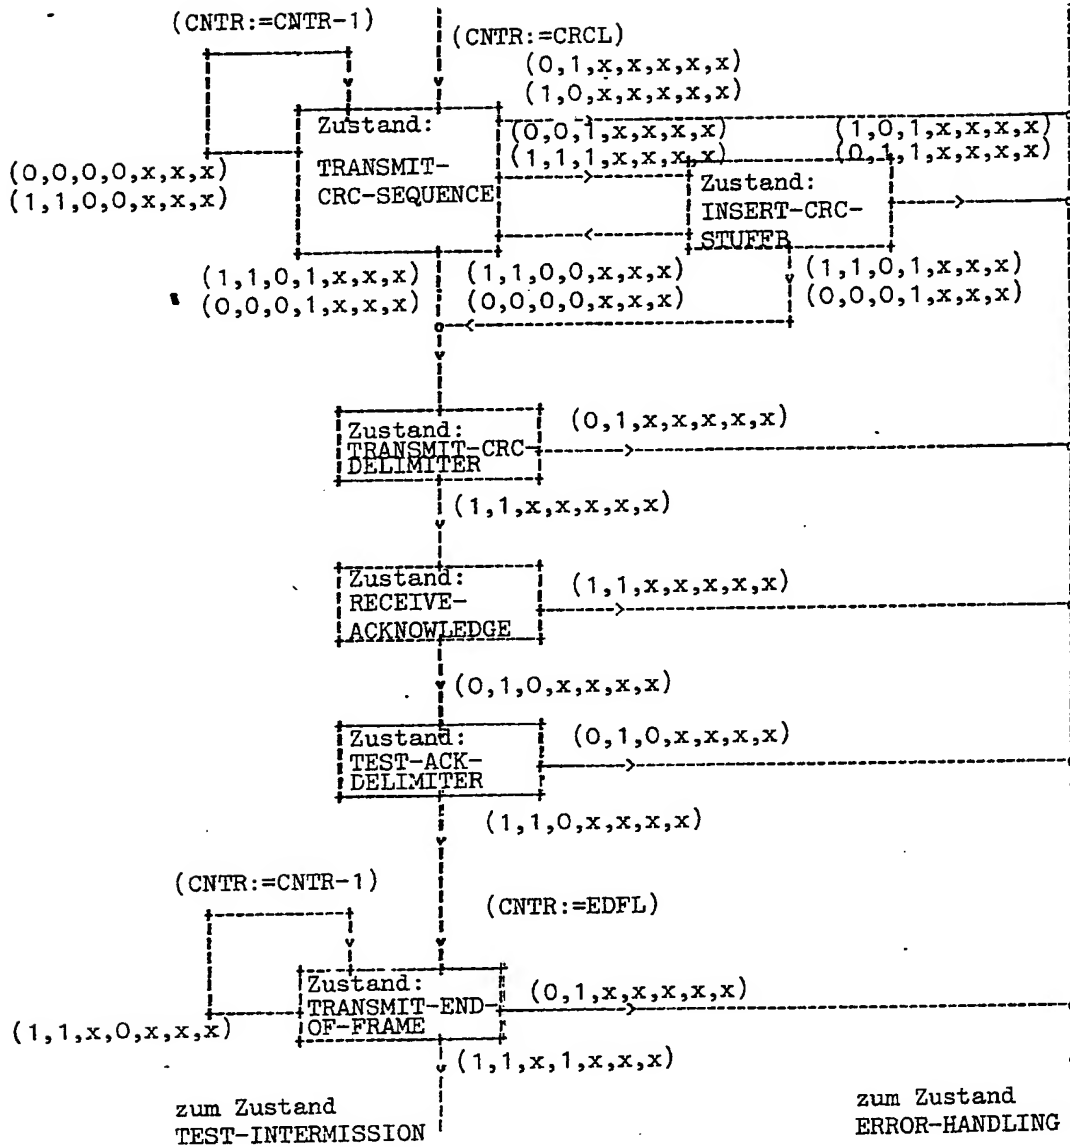 (CNTR:=CNTR-1)
(CNTR:=CRCL)
(0,1,x,x,x,x,x)
(1,0,x,x,x,x,x)
Zustand:
TRANSMIT-
CRC-SEQUENCE
(0,0,1,x,x,x,x)
(1,1,1,x,x,x,x)
(1,0,1,x,x,x,x)
(0,1,1,x,x,x,x)
(0,0,0,0,x,x,x)
(1,1,0,0,x,x,x)
Zustand:
INSERT-CRC-
STUFFB
(1,1,0,1,x,x,x)
(0,0,0,1,x,x,x)
(1,1,0,0,x,x,x)
(0,0,0,0,x,x,x)
(1,1,0,1,x,x,x)
(0,0,0,1,x,x,x)
Zustand:
TRANSMIT-CRC-
DELIMITER
(0,1,x,x,x,x,x)
(1,1,x,x,x,x,x)
Zustand:
RECEIVE-
ACKNOWLEDGE
(1,1,x,x,x,x,x)
(0,1,0,x,x,x,x)
Zustand:
TEST-ACK-
DELIMITER
(0,1,0,x,x,x,x)
(1,1,0,x,x,x,x)
(CNTR:=CNTR-1)
(CNTR:=EDFL)
Zustand:
TRANSMIT-END-
OF-FRAME
(0,1,x,x,x,x,x)
(1,1,x,0,x,x,x)
(1,1,x,1,x,x,x)
zum Zustand
TEST-INTERMISSION
zum Zustand
ERROR-HANDLING